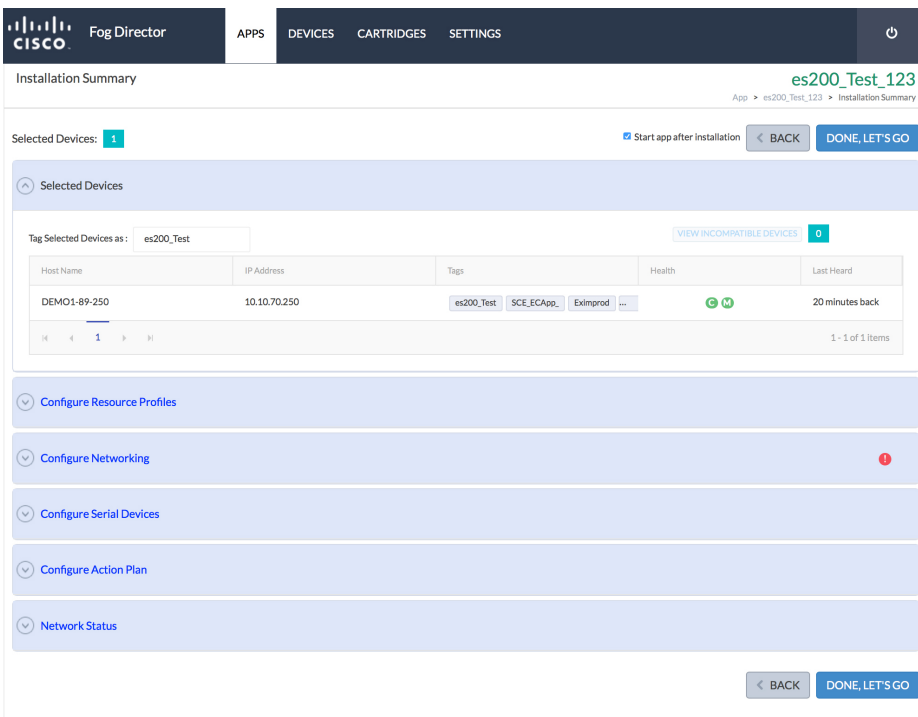 CISCO Fog Director APPS DEVICES CARTRIDGES SETTINGS
Installation Summary es200_Test_123
App > es200_Test_123 > Installation Summary
Selected Devices: 1 Start app after installation < BACK DONE, LET'S GO
Selected Devices
Tag Selected Devices as : es200_Test VIEW INCOMPATIBLE DEVICES 0
Host Name IP Address Tags Health Last Heard
DEMO1-89-250 10.10.70.250 es200_Test SCE_ECApp_ Eximprod ... C M 20 minutes back
1 1 - 1 of 1 items
Configure Resource Profiles
Configure Networking !
Configure Serial Devices
Configure Action Plan
Network Status
< BACK DONE, LET'S GO